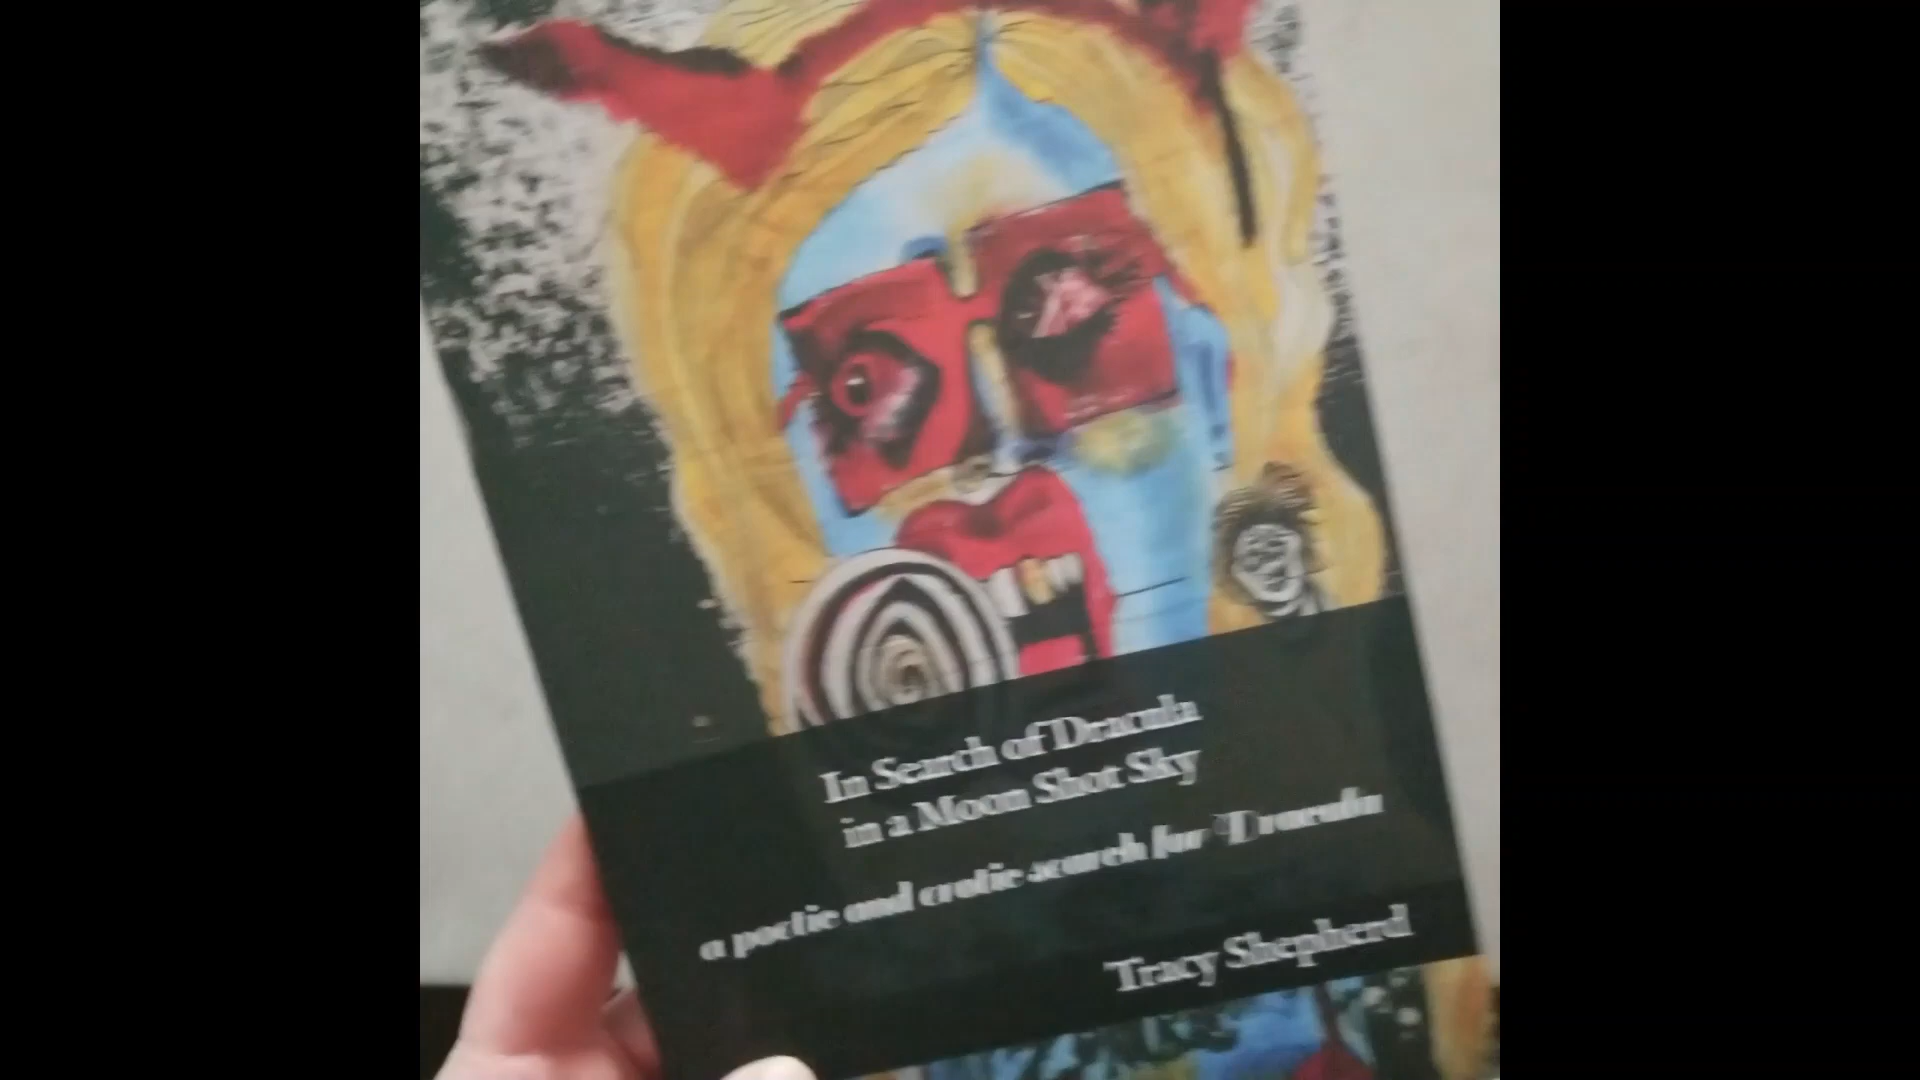 In Search of Dracula
in a Moon Shot Sky
a poetic and erotic search for Dracula
Tracy Shepherd